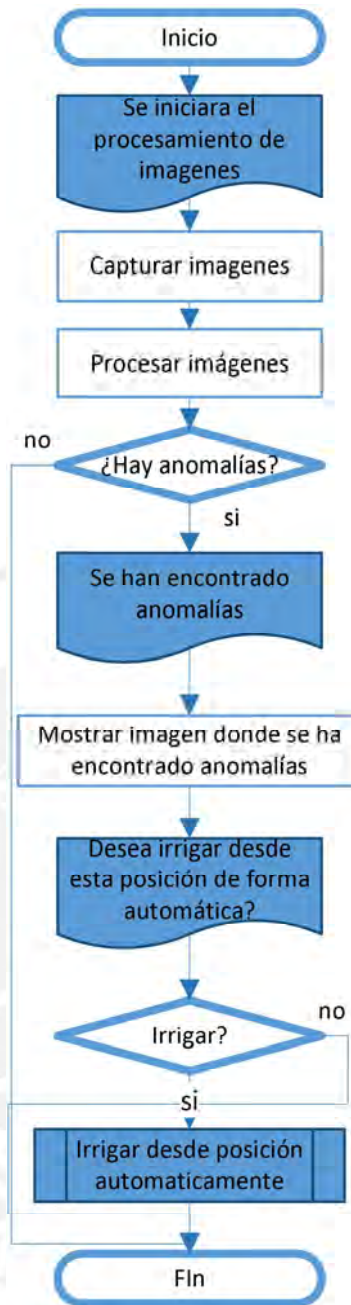 Inicio
Se iniciara el
procesamiento de
imagenes
Capturar imagenes
Procesar imágenes
no
¿Hay anomalías?
si
Se han encontrado
anomalías
Mostrar imagen donde se ha
encontrado anomalías
Desea irrigar desde
esta posición de forma
automática?
no
Irrigar?
si
Irrigar desde posición
automaticamente
FIn